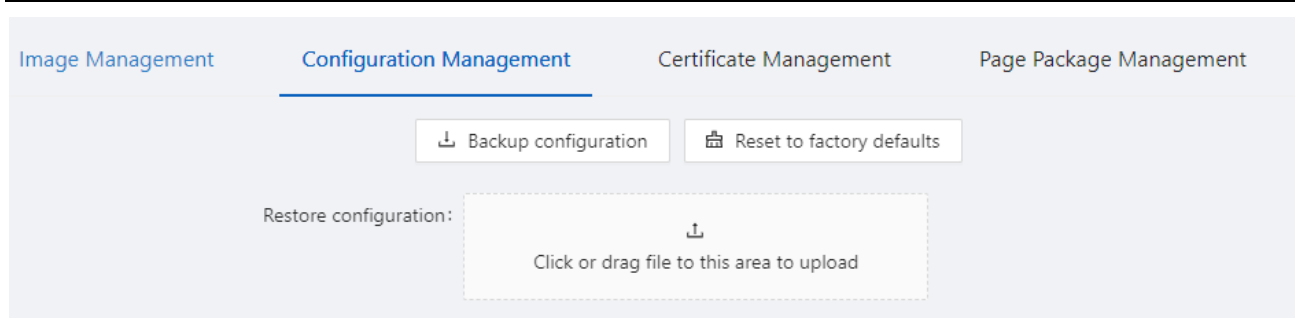 Image Management Configuration Management Certificate Management Page Package Management
Backup configuration Reset to factory defaults
Restore configuration:
Click or drag file to this area to upload